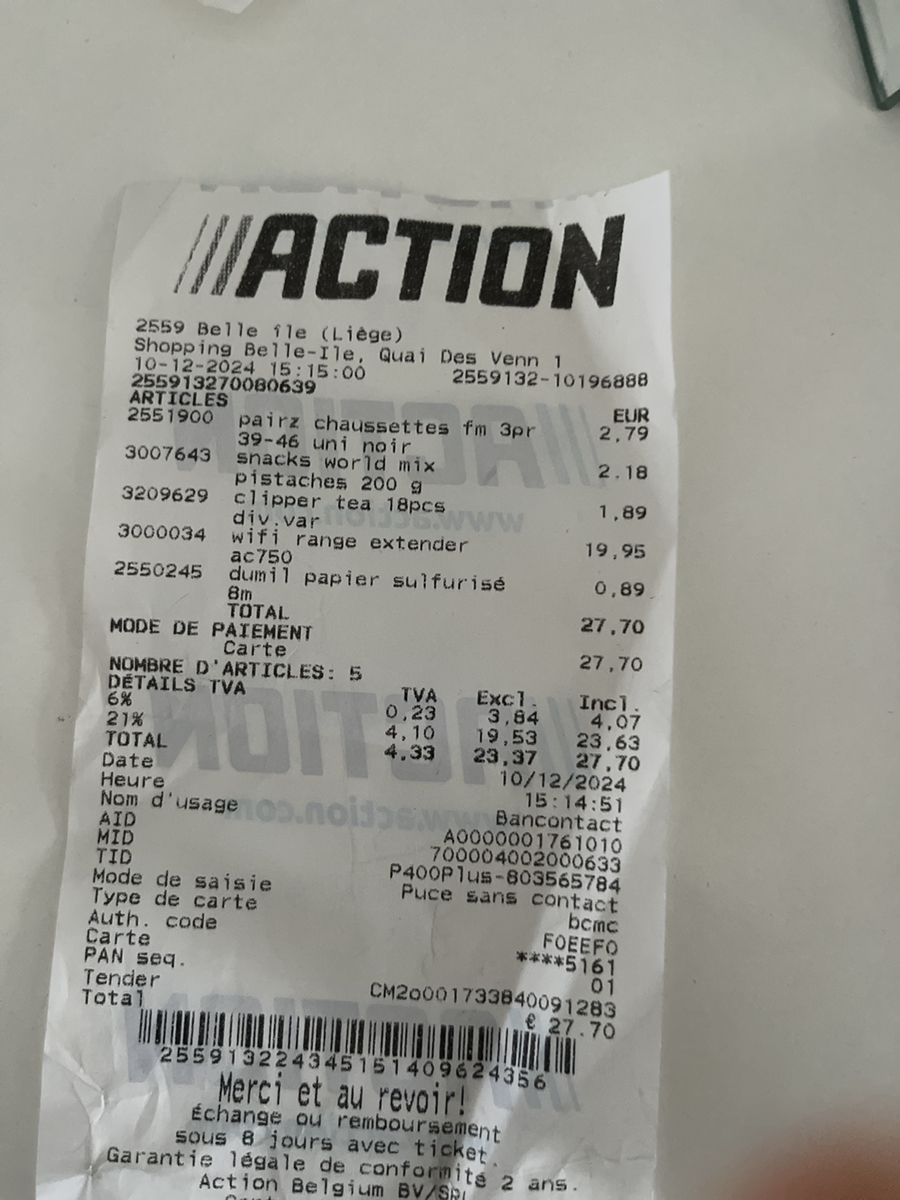 ///ACTION
2559 Belle île (Liège)
Shopping Belle-Ile, Quai Des Venn 1
10-12-2024 15:15:00 2559132-10196888
255913270080639
ARTICLES EUR
2551900 pairz chaussettes fm 3pr 2,79
39-46 uni noir
3007643 snacks world mix 2.18
pistaches 200 g
3209629 clipper tea 18pcs 1,89
div.var
3000034 wifi range extender 19,95
ac750
2550245 dumil papier sulfurisé 0,89
8m
TOTAL 27,70
MODE DE PAIEMENT
Carte 27,70
NOMBRE D'ARTICLES: 5
DÉTAILS TVA TVA Excl. Incl.
6% 0,23 3,84 4,07
21% 4,10 19,53 23,63
TOTAL 4,33 23,37 27,70
Date 10/12/2024
Heure 15:14:51
Nom d'usage Bancontact
AID A0000001761010
MID 700004002000633
TID P400Plus-803565784
Mode de saisie Puce sans contact
Type de carte bcmc
Auth. code F0EEF0
Carte ****5161
PAN seq. 01
Tender CM2o001733840091283
Total € 27.70
2559132243451514096243​56
Merci et au revoir!
Échange ou remboursement
sous 8 jours avec ticket.
Garantie légale de conformité 2 ans.
Action Belgium BV/